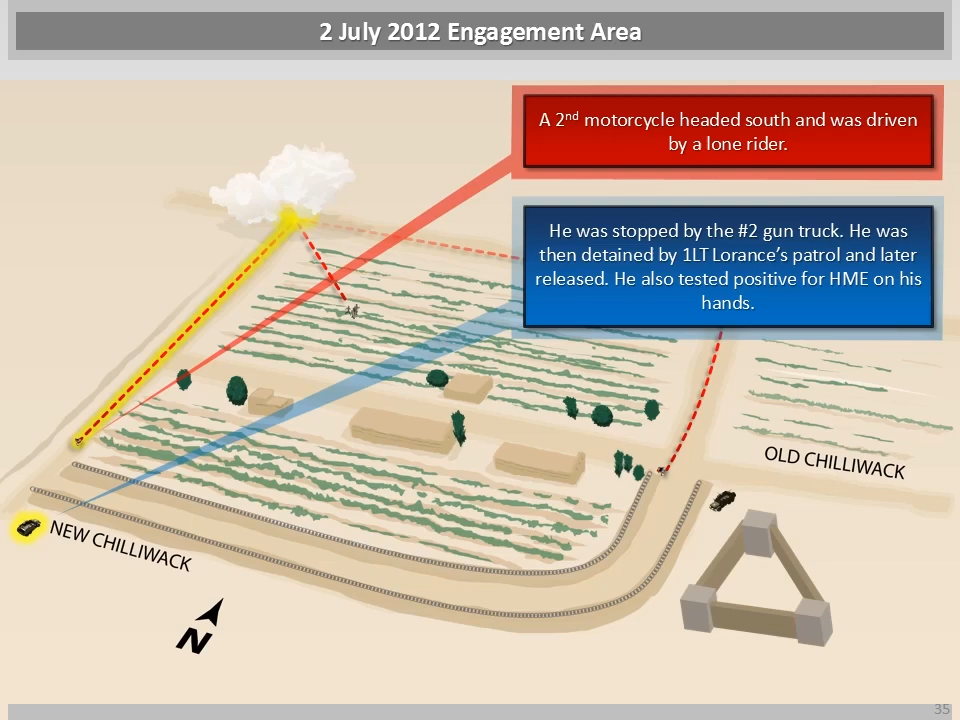 2 July 2012 Engagement Area
A 2nd motorcycle headed south and was driven
by a lone rider.
He was stopped by the #2 gun truck. He was
then detained by 1LT Lorance’s patrol and later
released. He also tested positive for HME on his
hands.
OLD CHILLIWACK
NEW CHILLIWACK
N
35